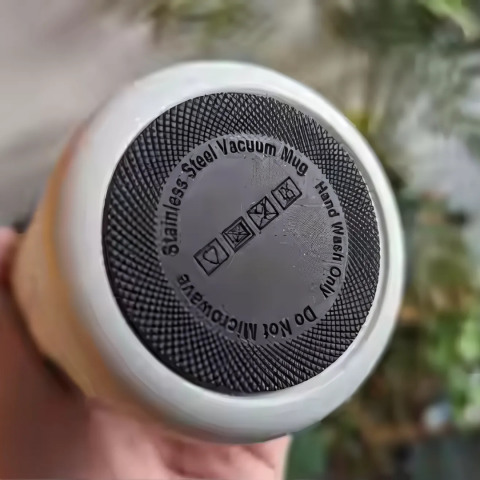 Stainless Steel Vacuum Mug
Hand Wash Only
Do Not Microwave